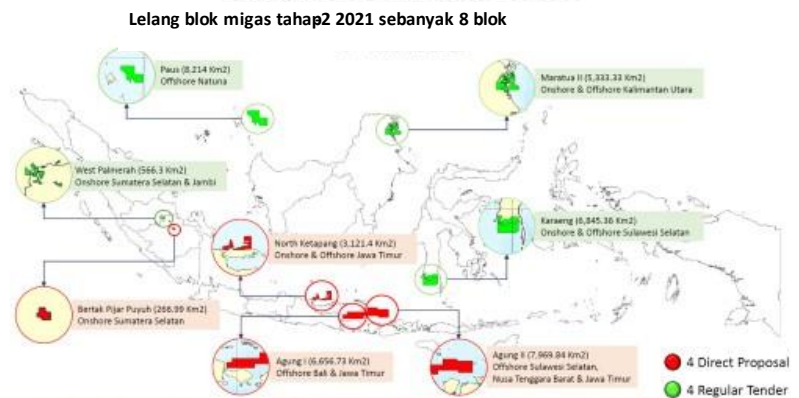 Lelang blok migas tahap2 2021 sebanyak 8 blok
Paus (8,214 Km2)
Offshore Natuna
Maratua II (5,333.33 Km2)
Onshore & Offshore Kalimantan Utara
West Palmerah (566.3 Km2)
Onshore Sumatera Selatan & Jambi
Karaeng (6,845.36 Km2)
Onshore & Offshore Sulawesi Selatan
North Ketapang (3,121.4 Km2)
Onshore & Offshore Jawa Timur
Bertak Pijar Puyuh (266.99 Km2)
Onshore Sumatera Selatan
Agung I (6,656.73 Km2)
Offshore Bali & Jawa Timur
Agung II (7,969.84 Km2)
Offshore Sulawesi Selatan,
Nusa Tenggara Barat & Jawa Timur
4 Direct Proposal
4 Regular Tender